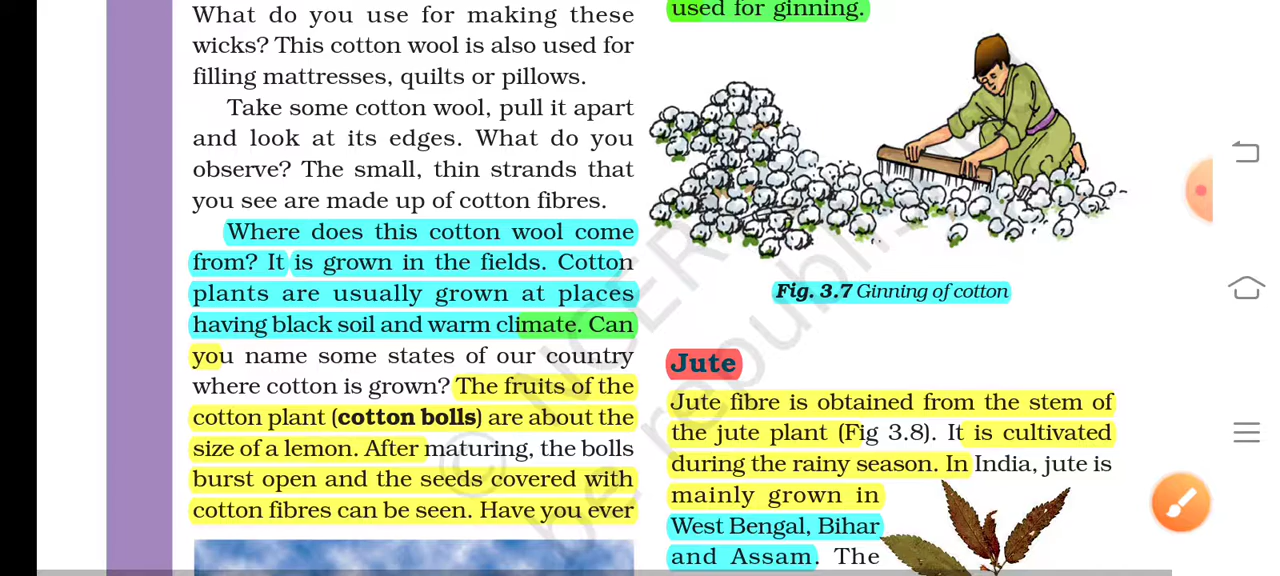 What do you use for making these
wicks? This cotton wool is also used for
filling mattresses, quilts or pillows.
Take some cotton wool, pull it apart
and look at its edges. What do you
observe? The small, thin strands that
you see are made up of cotton fibres.
Where does this cotton wool come
from? It is grown in the fields. Cotton
plants are usually grown at places
having black soil and warm climate. Can
you name some states of our country
where cotton is grown? The fruits of the
cotton plant (cotton bolls) are about the
size of a lemon. After maturing, the bolls
burst open and the seeds covered with
cotton fibres can be seen. Have you ever
used for ginning.
Fig. 3.7 Ginning of cotton
Jute
Jute fibre is obtained from the stem of
the jute plant (Fig 3.8). It is cultivated
during the rainy season. In India, jute is
mainly grown in
West Bengal, Bihar
and Assam. The